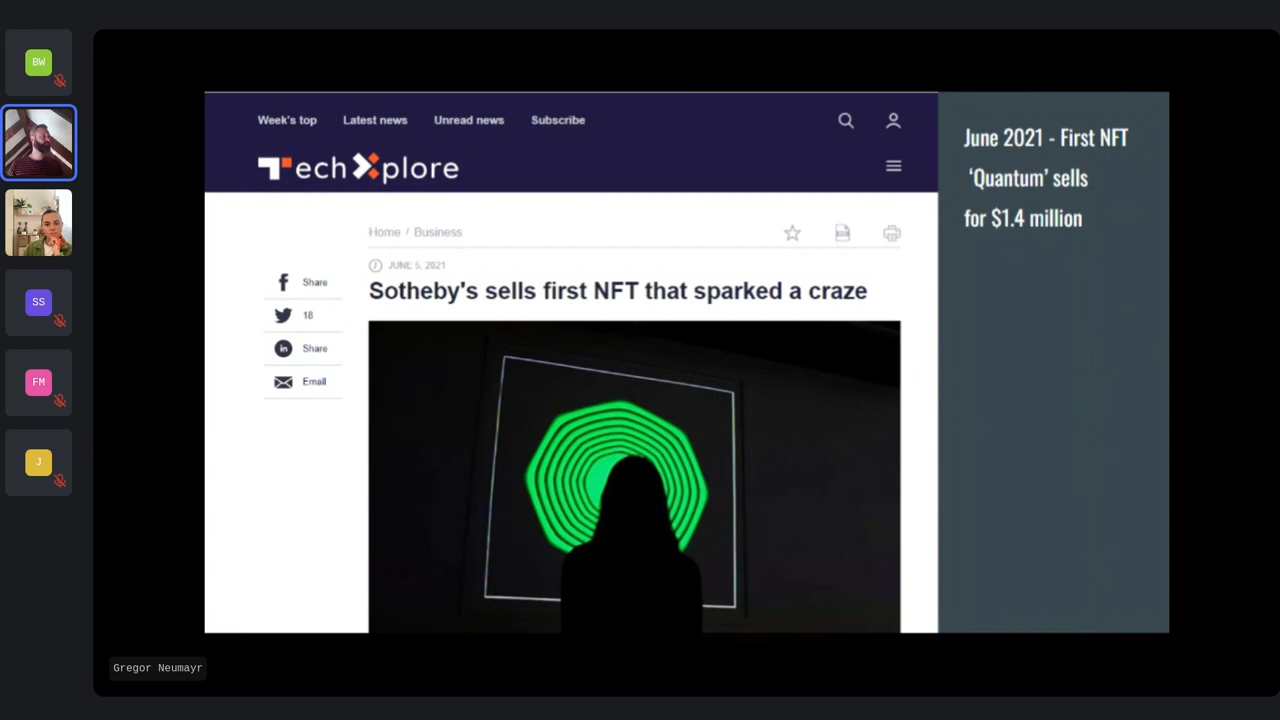 BW
SS
FM
J
Week's top Latest news Unread news Subscribe
TechXplore
Home / Business
JUNE 5, 2021
Sotheby's sells first NFT that sparked a craze
Share
18
Share
Email
June 2021 - First NFT
‘Quantum’ sells
for $1.4 million
Gregor Neumayr